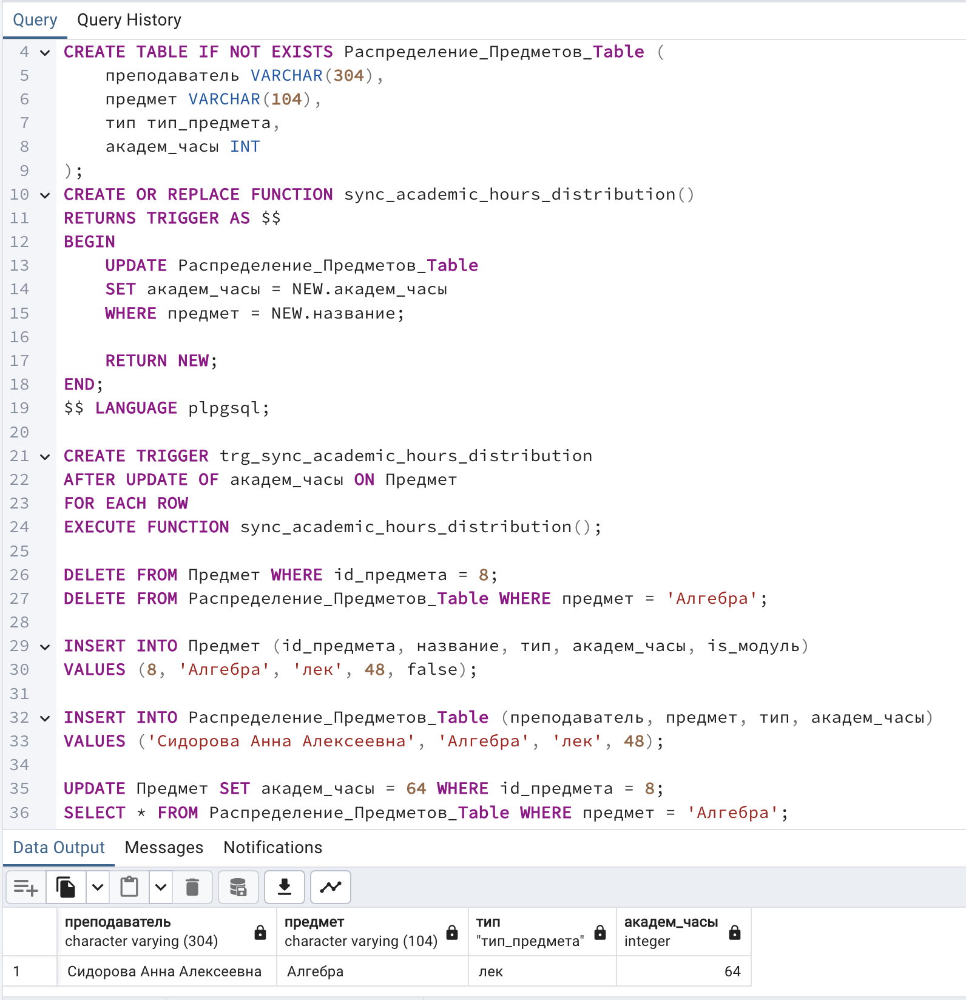 Query Query History
4 CREATE TABLE IF NOT EXISTS Распределение_Предметов_Table (
5 преподаватель VARCHAR(304),
6 предмет VARCHAR(104),
7 тип тип_предмета,
8 академ_часы INT
9 );
10 CREATE OR REPLACE FUNCTION sync_academic_hours_distribution()
11 RETURNS TRIGGER AS $$
12 BEGIN
13 UPDATE Распределение_Предметов_Table
14 SET академ_часы = NEW.академ_часы
15 WHERE предмет = NEW.название;
16
17 RETURN NEW;
18 END;
19 $$ LANGUAGE plpgsql;
20
21 CREATE TRIGGER trg_sync_academic_hours_distribution
22 AFTER UPDATE OF академ_часы ON Предмет
23 FOR EACH ROW
24 EXECUTE FUNCTION sync_academic_hours_distribution();
25
26 DELETE FROM Предмет WHERE id_предмета = 8;
27 DELETE FROM Распределение_Предметов_Table WHERE предмет = 'Алгебра';
28
29 INSERT INTO Предмет (id_предмета, название, тип, академ_часы, is_модуль)
30 VALUES (8, 'Алгебра', 'лек', 48, false);
31
32 INSERT INTO Распределение_Предметов_Table (преподаватель, предмет, тип, академ_часы)
33 VALUES ('Сидорова Анна Алексеевна', 'Алгебра', 'лек', 48);
34
35 UPDATE Предмет SET академ_часы = 64 WHERE id_предмета = 8;
36 SELECT * FROM Распределение_Предметов_Table WHERE предмет = 'Алгебра';
Data Output Messages Notifications
преподаватель предмет тип академ_часы
character varying (304) character varying (104) "тип_предмета" integer
1 Сидорова Анна Алексеевна Алгебра лек 64